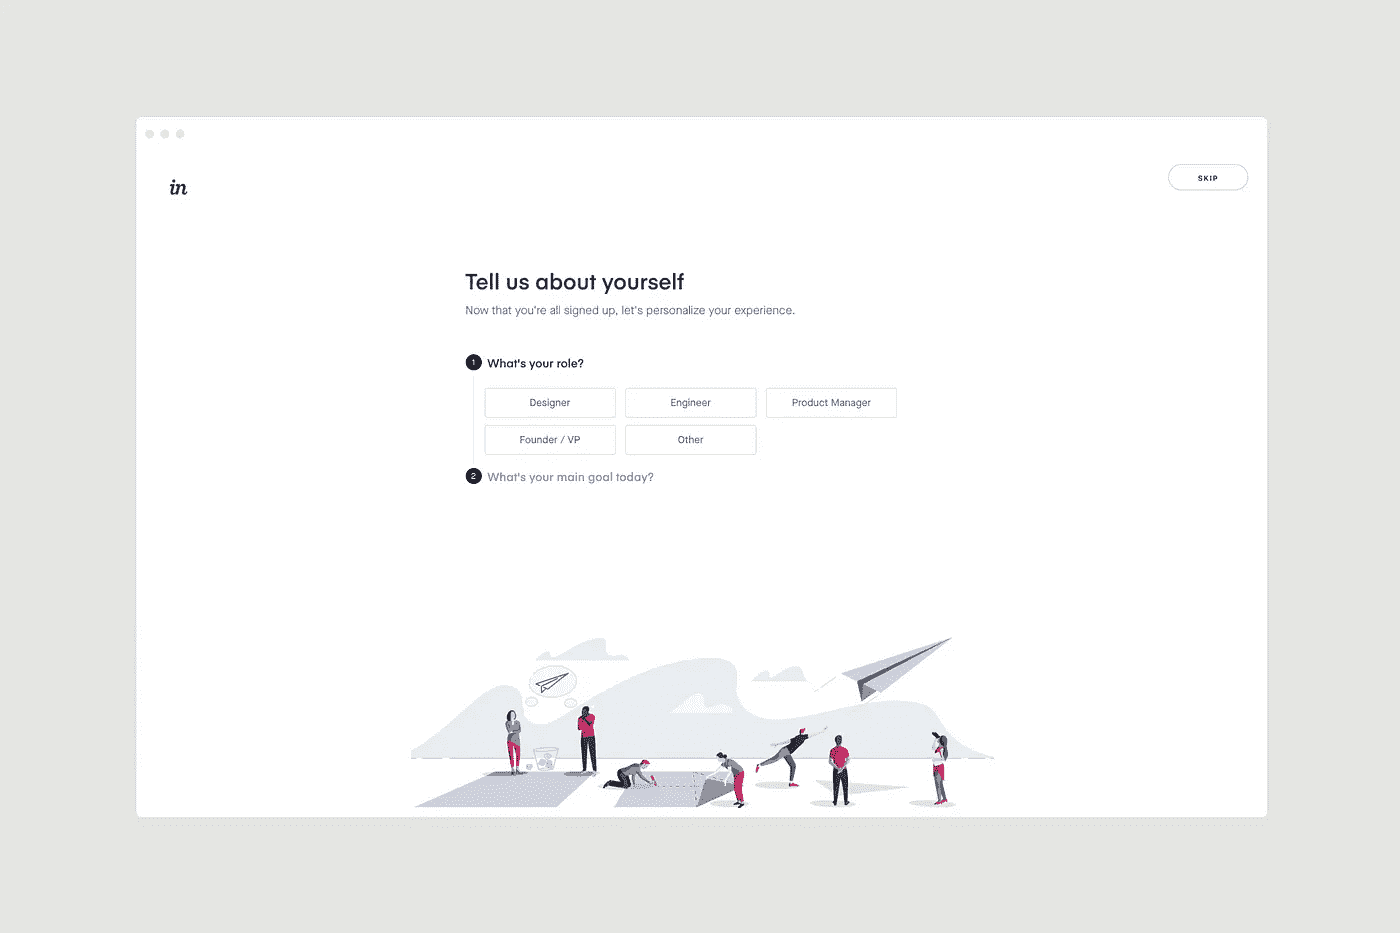 in
SKIP
Tell us about yourself
Now that you're all signed up, let's personalize your experience.
1 What's your role?
Designer Engineer Product Manager
Founder / VP Other
2 What's your main goal today?